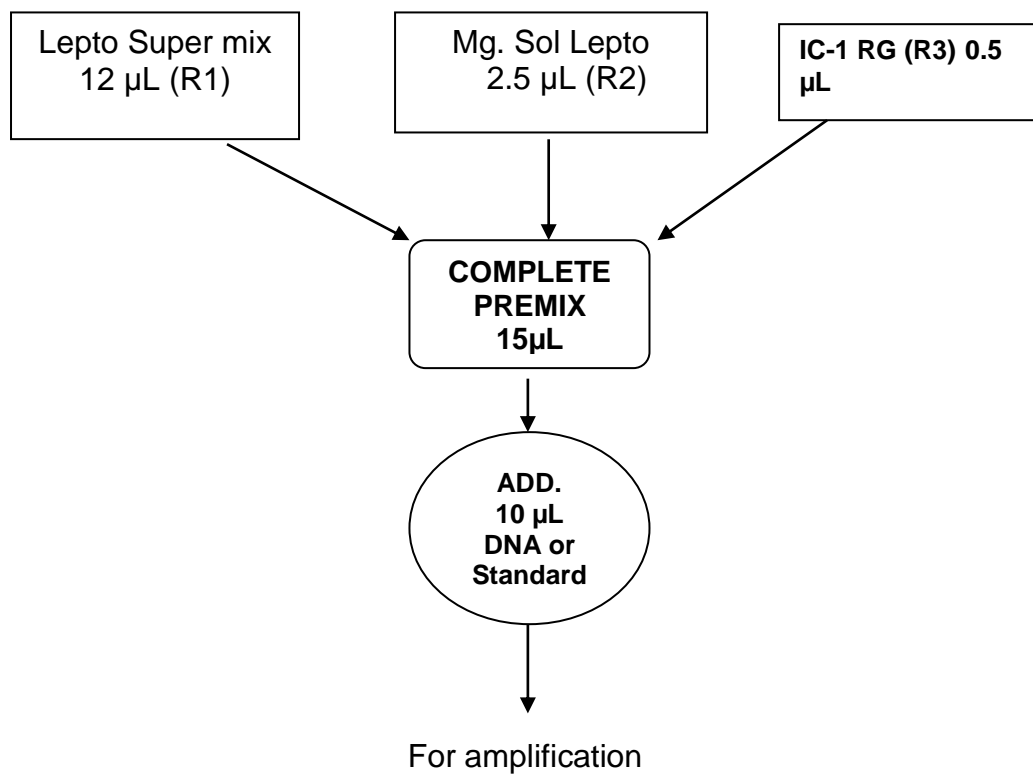 Lepto Super mix
12 µL (R1)
Mg. Sol Lepto
2.5 µL (R2)
IC-1 RG (R3) 0.5
µL
COMPLETE
PREMIX
15µL
ADD.
10 µL
DNA or
Standard
For amplification